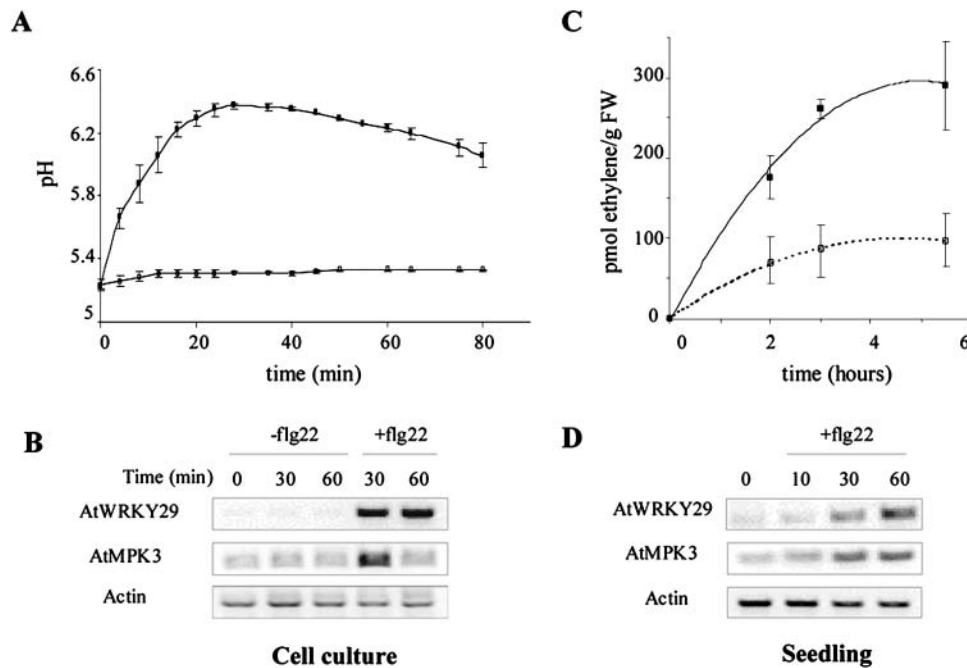 A
pH
6.6
6.2
5.8
5.4
5
0 20 40 60 80
time (min)
C
pmol ethylene/g FW
300
200
100
0
0 2 4 6
time (hours)
B
-flg22 +flg22
Time (min) 0 30 60 30 60
AtWRKY29
AtMPK3
Actin
Cell culture
D
+flg22
0 10 30 60
AtWRKY29
AtMPK3
Actin
Seedling